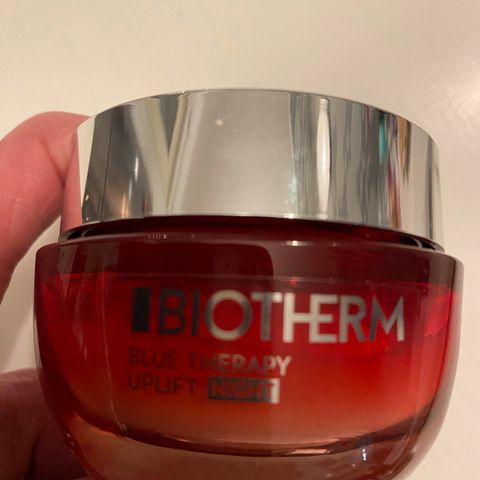 BIOTHERM
BLUE THERAPY
UPLIFT NIGHT